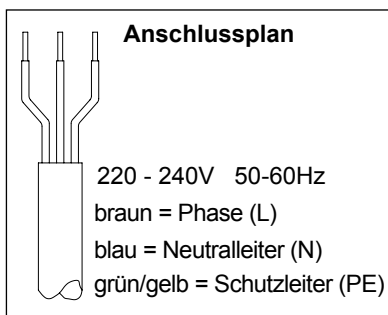 Anschlussplan
220 - 240V 50-60Hz
braun = Phase (L)
blau = Neutralleiter (N)
grün/gelb = Schutzleiter (PE)